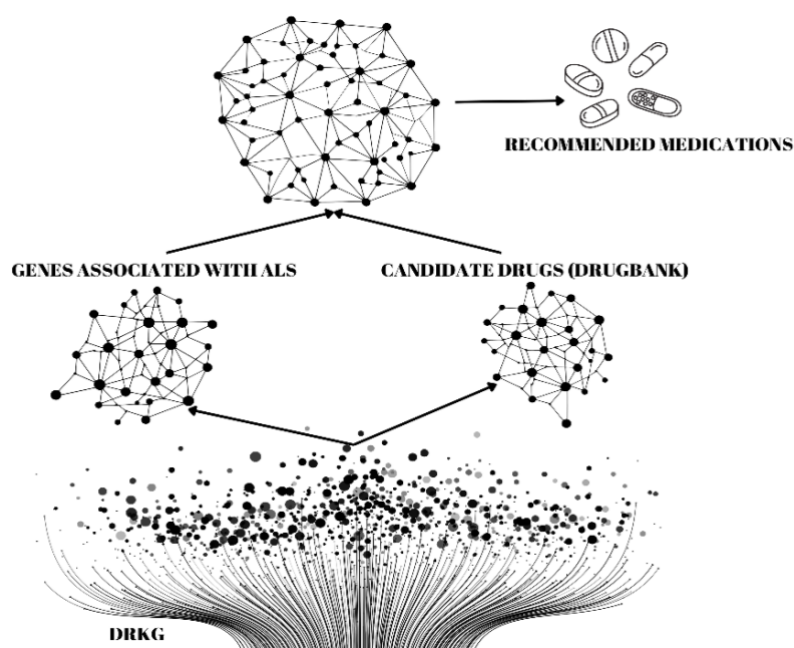 RECOMMENDED MEDICATIONS
GENES ASSOCIATED WITH ALS
CANDIDATE DRUGS (DRUGBANK)
DRKG